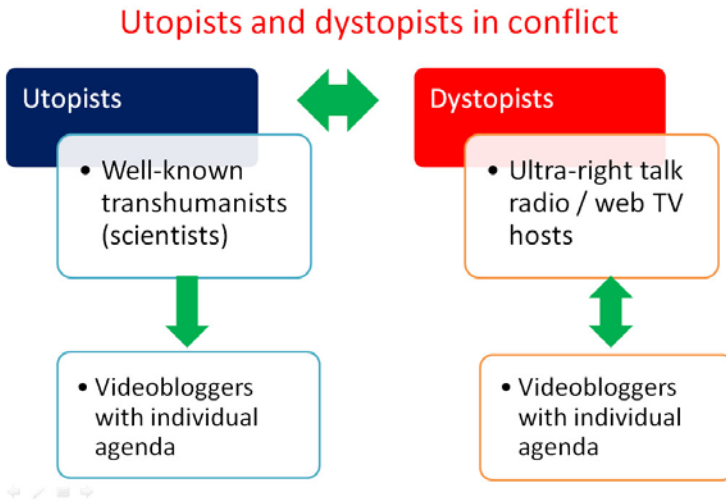 Utopists and dystopists in conflict
Utopists
• Well-known
transhumanists
(scientists)
• Videobloggers
with individual
agenda
Dystopists
• Ultra-right talk
radio / web TV
hosts
• Videobloggers
with individual
agenda